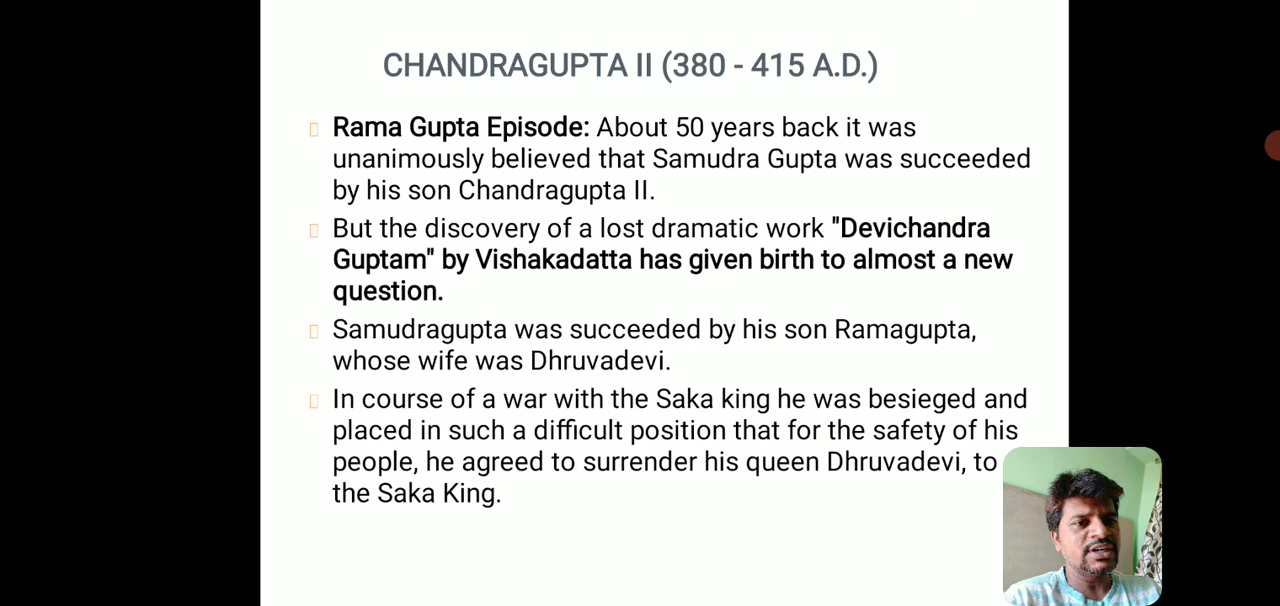 CHANDRAGUPTA II (380 - 415 A.D.)
Rama Gupta Episode: About 50 years back it was
unanimously believed that Samudra Gupta was succeeded
by his son Chandragupta II.
But the discovery of a lost dramatic work "Devichandra
Guptam" by Vishakadatta has given birth to almost a new
question.
Samudragupta was succeeded by his son Ramagupta,
whose wife was Dhruvadevi.
In course of a war with the Saka king he was besieged and
placed in such a difficult position that for the safety of his
people, he agreed to surrender his queen Dhruvadevi, to
the Saka King.